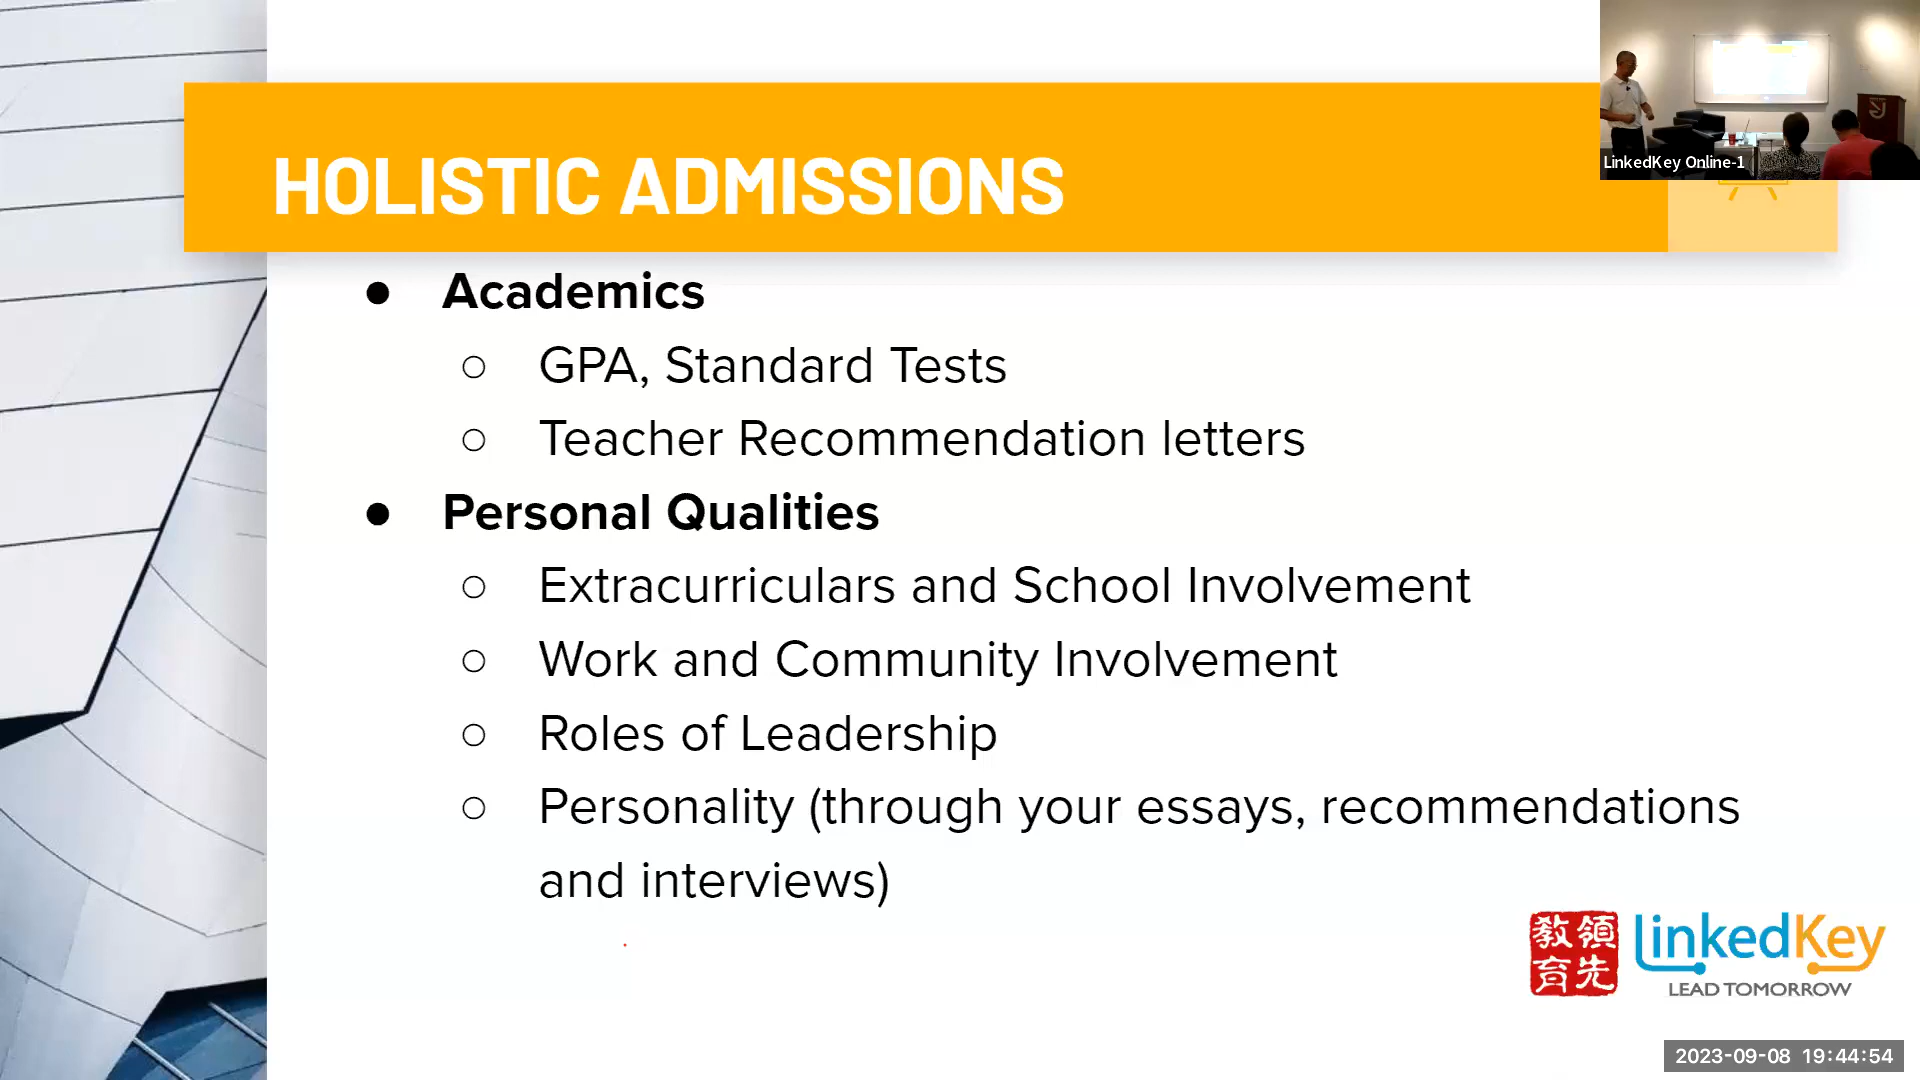 HOLISTIC ADMISSIONS
LinkedKey Online-1
● Academics
○ GPA, Standard Tests
○ Teacher Recommendation letters
● Personal Qualities
○ Extracurriculars and School Involvement
○ Work and Community Involvement
○ Roles of Leadership
○ Personality (through your essays, recommendations
and interviews)
教領
育先
LinkedKey
LEAD TOMORROW
2023-09-08 19:44:54